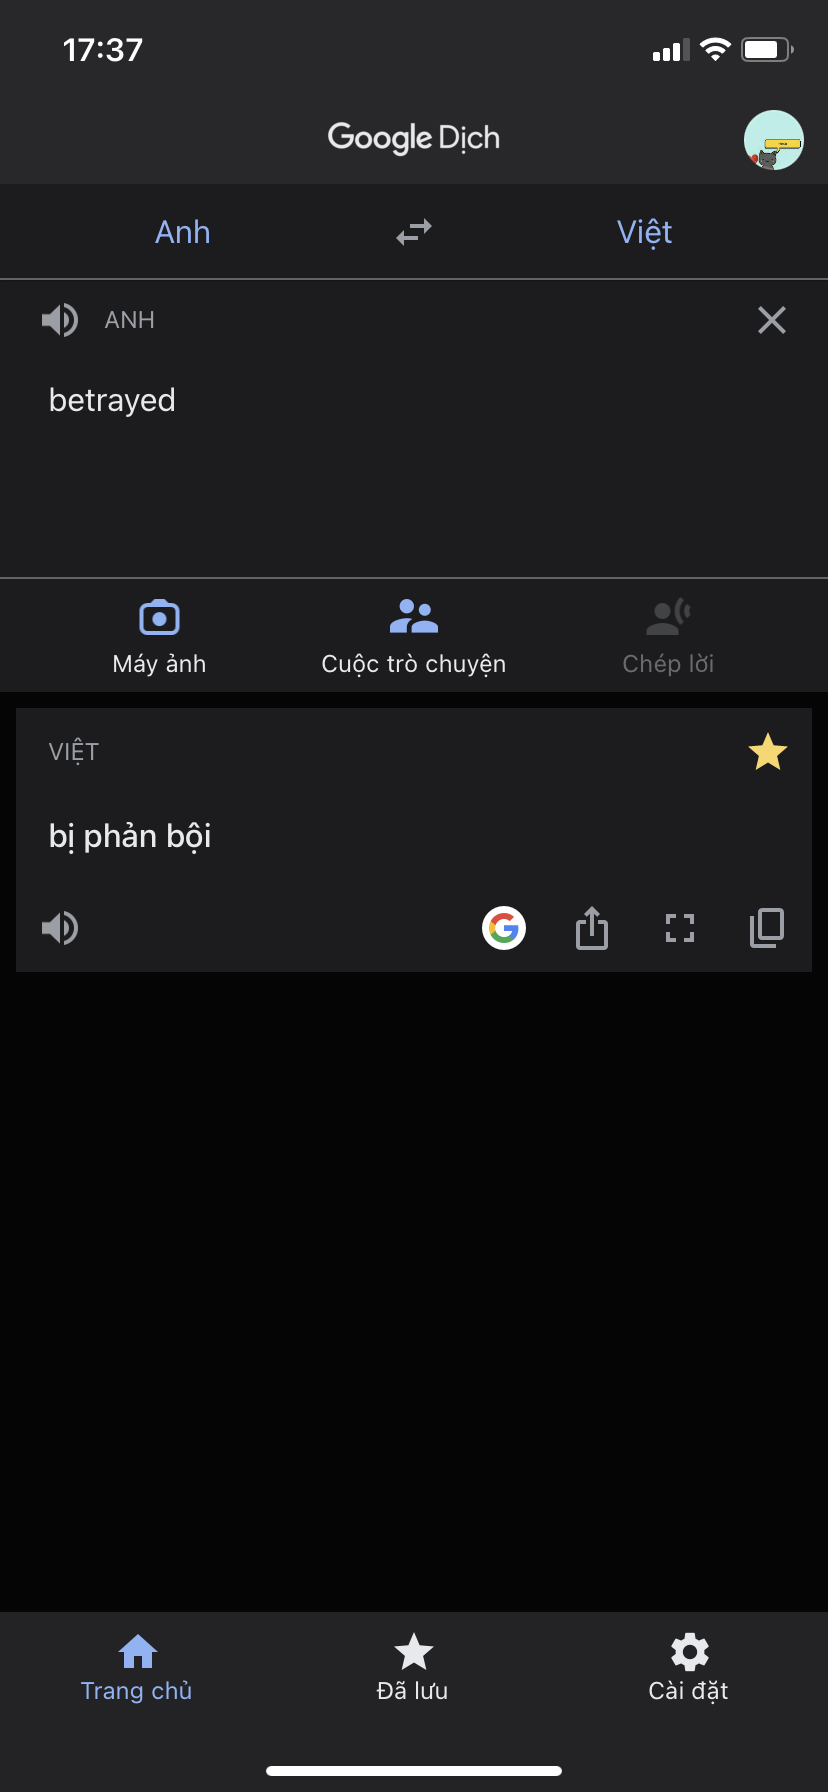 17:37
Google Dịch
Anh
Việt
ANH
betrayed
Máy ảnh
Cuộc trò chuyện
Chép lời
VIỆT
bị phản bội
Trang chủ
Đã lưu
Cài đặt